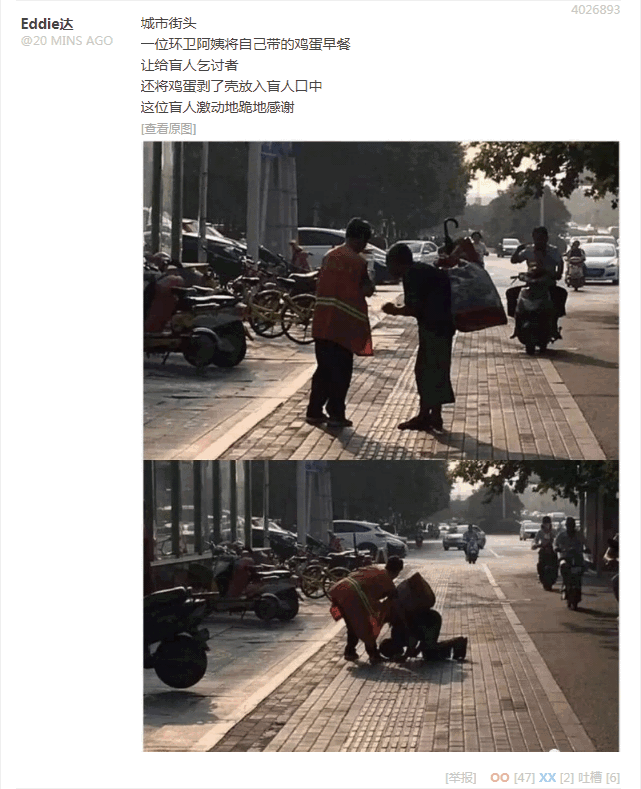 4026893
Eddie达
@20 MINS AGO
城市街头
一位环卫阿姨将自己带的鸡蛋早餐
让给盲人乞讨者
还将鸡蛋剥了壳放入盲人口中
这位盲人激动地跪地感谢
[查看原图]
[举报] OO [47] XX [2] 吐槽 [6]